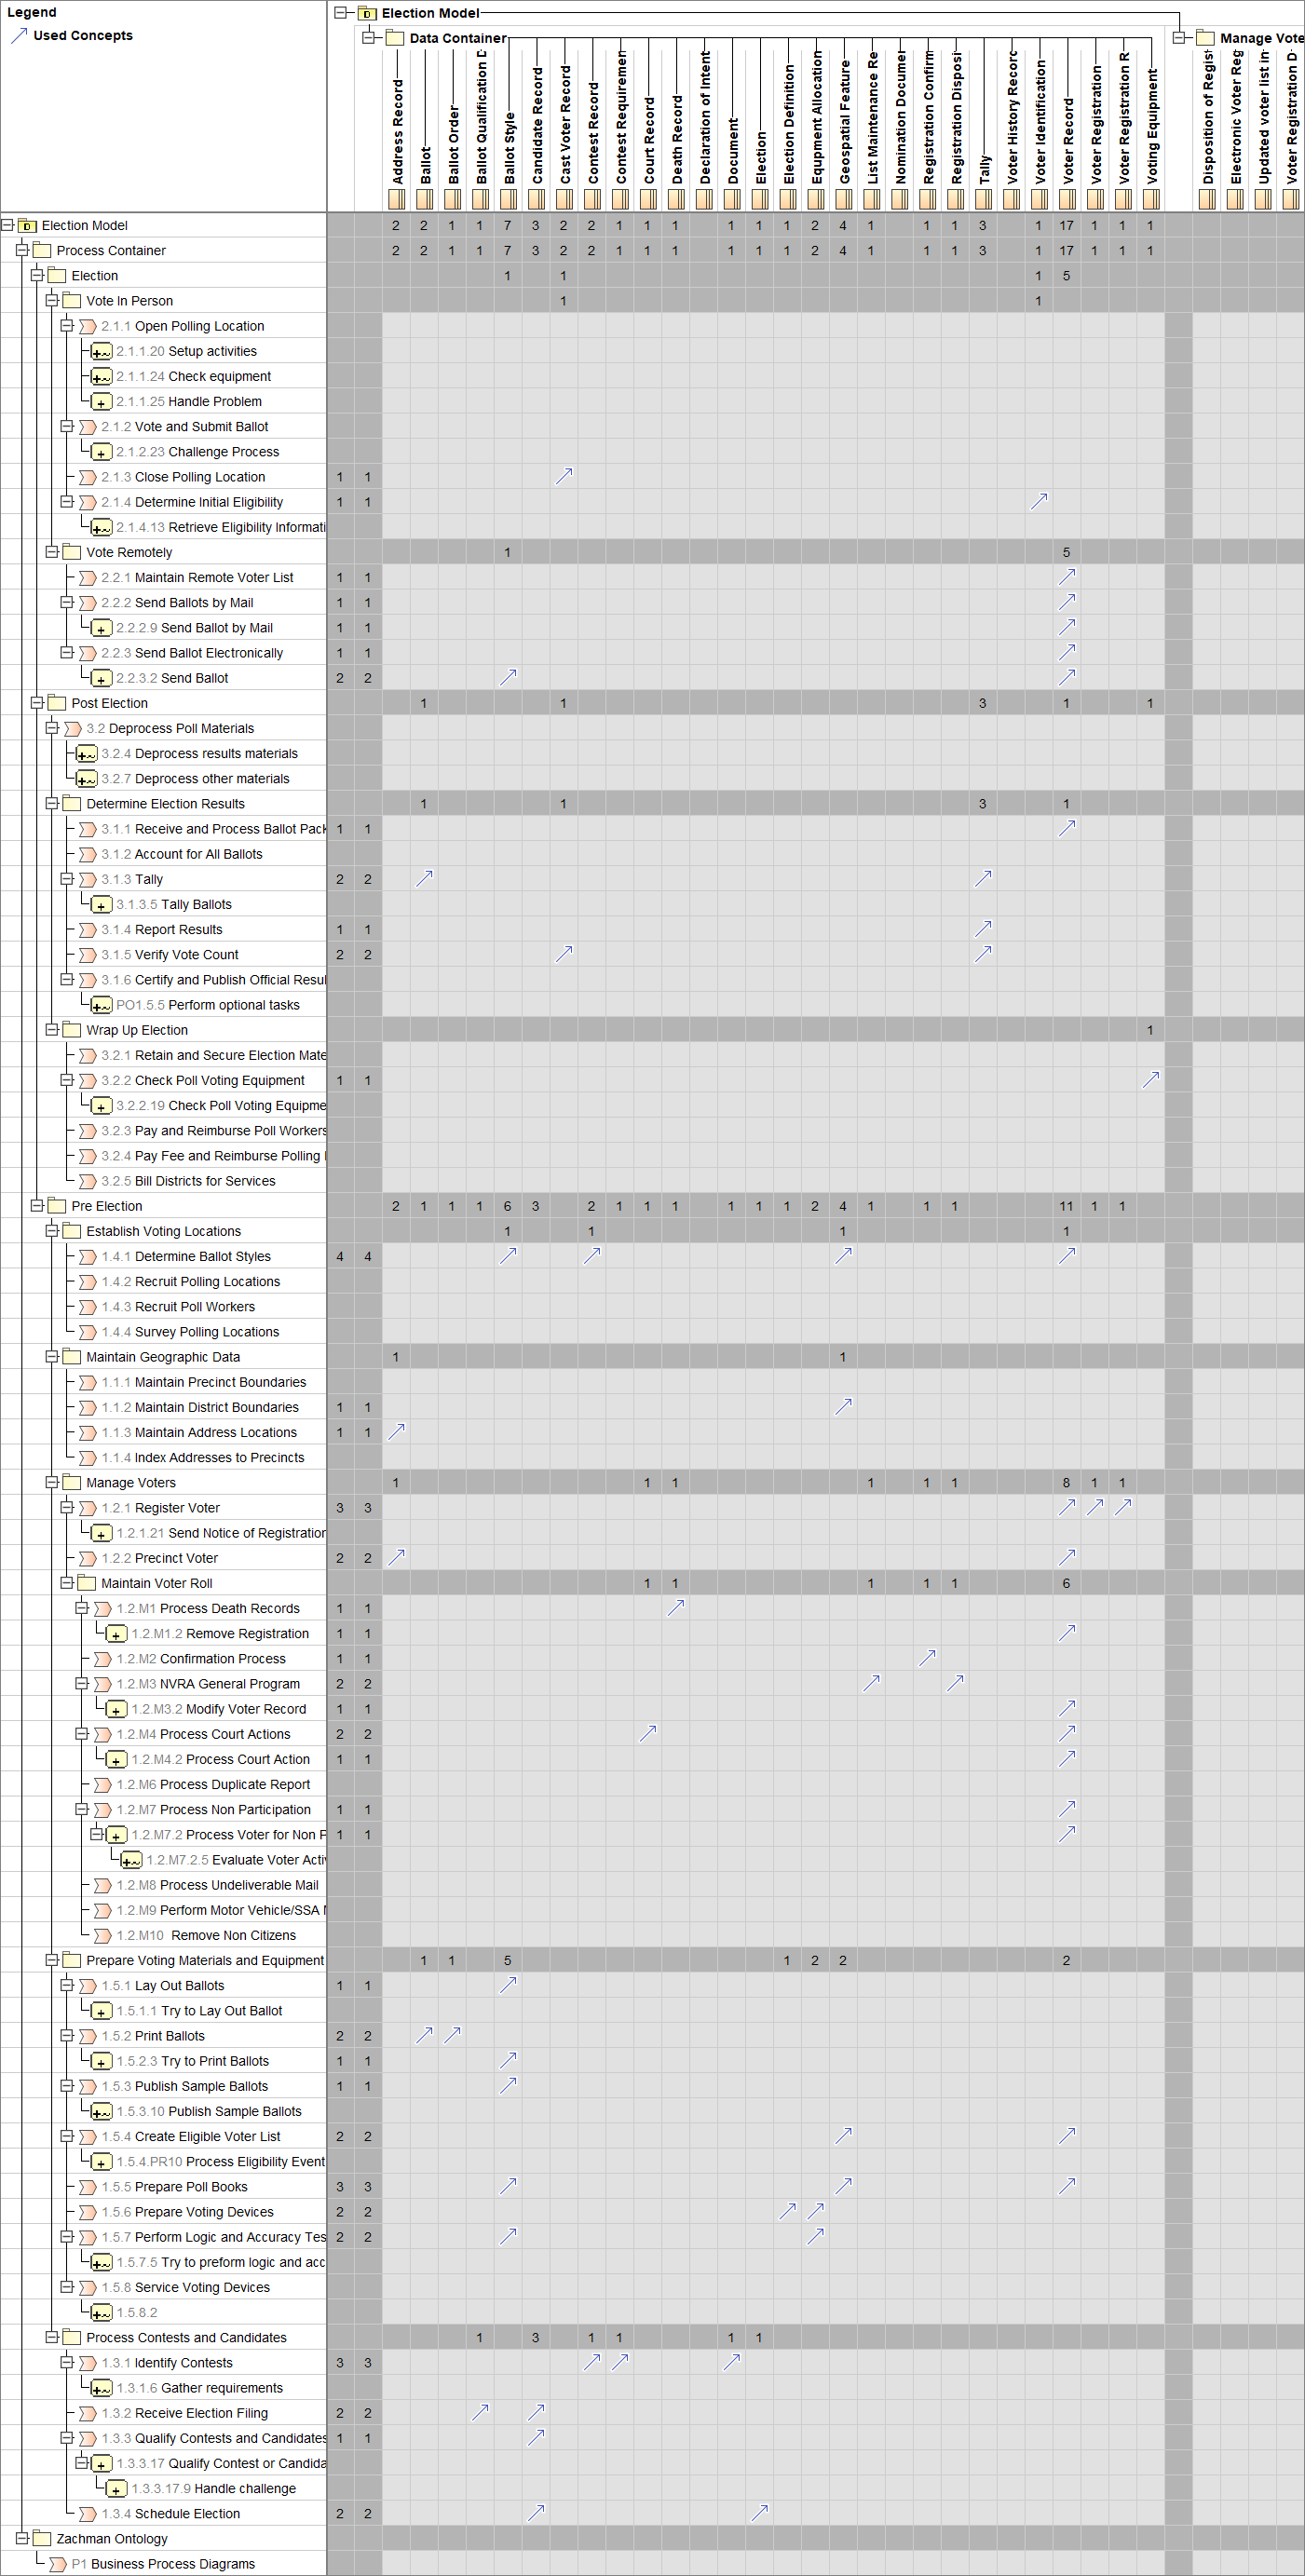 Legend
Used Concepts
Election Model
Data Container
Manage Vote
Address Record
Ballot
Ballot Order
Ballot Qualification D
Ballot Style
Candidate Record
Cast Voter Record
Contest Record
Contest Requiremen
Court Record
Death Record
Declaration of Intent
Document
Election
Election Definition
Equpment Allocation
Geospatial Feature
List Maintenance Re
Nomination Documer
Registration Confirm
Registration Disposi
Tally
Voter History Record
Voter Identification
Voter Record
Voter Registration
Voter Registration R
Voting Equipment
Disposition of Regist
Electronic Voter Reg
Updated voter list in
Voter Registration D
Election Model 2 2 1 1 7 3 2 2 1 1 1 1 1 1 2 4 1 1 1 3 1 17 1 1 1
Process Container 2 2 1 1 7 3 2 2 1 1 1 1 1 1 2 4 1 1 1 3 1 17 1 1 1
Election 1 1 1 5
Vote In Person 1 1
2.1.1 Open Polling Location
2.1.1.20 Setup activities
2.1.1.24 Check equipment
2.1.1.25 Handle Problem
2.1.2 Vote and Submit Ballot
2.1.2.23 Challenge Process
2.1.3 Close Polling Location 1 1
2.1.4 Determine Initial Eligibility 1 1
2.1.4.13 Retrieve Eligibility Informati
Vote Remotely 1 5
2.2.1 Maintain Remote Voter List 1 1
2.2.2 Send Ballots by Mail 1 1
2.2.2.9 Send Ballot by Mail 1 1
2.2.3 Send Ballot Electronically 1 1
2.2.3.2 Send Ballot 2 2
Post Election 1 1 3 1 1
3.2 Deprocess Poll Materials
3.2.4 Deprocess results materials
3.2.7 Deprocess other materials
Determine Election Results 1 1 3 1
3.1.1 Receive and Process Ballot Pack 1 1
3.1.2 Account for All Ballots
3.1.3 Tally 2 2
3.1.3.5 Tally Ballots
3.1.4 Report Results 1 1
3.1.5 Verify Vote Count 2 2
3.1.6 Certify and Publish Official Resul
PO1.5.5 Perform optional tasks
Wrap Up Election 1
3.2.1 Retain and Secure Election Mate
3.2.2 Check Poll Voting Equipment 1 1
3.2.2.19 Check Poll Voting Equipme
3.2.3 Pay and Reimburse Poll Workers
3.2.4 Pay Fee and Reimburse Polling
3.2.5 Bill Districts for Services
Pre Election 2 1 1 1 6 3 2 1 1 1 1 1 1 2 4 1 1 1 11 1 1
Establish Voting Locations 1 1 1 1
1.4.1 Determine Ballot Styles 4 4
1.4.2 Recruit Polling Locations
1.4.3 Recruit Poll Workers
1.4.4 Survey Polling Locations
Maintain Geographic Data 1 1
1.1.1 Maintain Precinct Boundaries
1.1.2 Maintain District Boundaries 1 1
1.1.3 Maintain Address Locations 1 1
1.1.4 Index Addresses to Precincts
Manage Voters 1 1 1 1 1 1 8 1 1
1.2.1 Register Voter 3 3
1.2.1.21 Send Notice of Registration
1.2.2 Precinct Voter 2 2
Maintain Voter Roll 1 1 1 1 1 6
1.2.M1 Process Death Records 1 1
1.2.M1.2 Remove Registration 1 1
1.2.M2 Confirmation Process 1 1
1.2.M3 NVRA General Program 2 2
1.2.M3.2 Modify Voter Record 1 1
1.2.M4 Process Court Actions 2 2
1.2.M4.2 Process Court Action 1 1
1.2.M6 Process Duplicate Report
1.2.M7 Process Non Participation 1 1
1.2.M7.2 Process Voter for Non P 1 1
1.2.M7.2.5 Evaluate Voter Activ
1.2.M8 Process Undeliverable Mail
1.2.M9 Perform Motor Vehicle/SSA
1.2.M10 Remove Non Citizens
Prepare Voting Materials and Equipment 1 1 5 1 2 2 2
1.5.1 Lay Out Ballots 1 1
1.5.1.1 Try to Lay Out Ballot
1.5.2 Print Ballots 2 2
1.5.2.3 Try to Print Ballots 1 1
1.5.3 Publish Sample Ballots 1 1
1.5.3.10 Publish Sample Ballots
1.5.4 Create Eligible Voter List 2 2
1.5.4.PR10 Process Eligibility Event
1.5.5 Prepare Poll Books 3 3
1.5.6 Prepare Voting Devices 2 2
1.5.7 Perform Logic and Accuracy Tes 2 2
1.5.7.5 Try to preform logic and acc
1.5.8 Service Voting Devices
1.5.8.2
Process Contests and Candidates 1 3 1 1 1 1
1.3.1 Identify Contests 3 3
1.3.1.6 Gather requirements
1.3.2 Receive Election Filing 2 2
1.3.3 Qualify Contests and Candidates 1 1
1.3.3.17 Qualify Contest or Candida
1.3.3.17.9 Handle challenge
1.3.4 Schedule Election 2 2
Zachman Ontology
P1 Business Process Diagrams